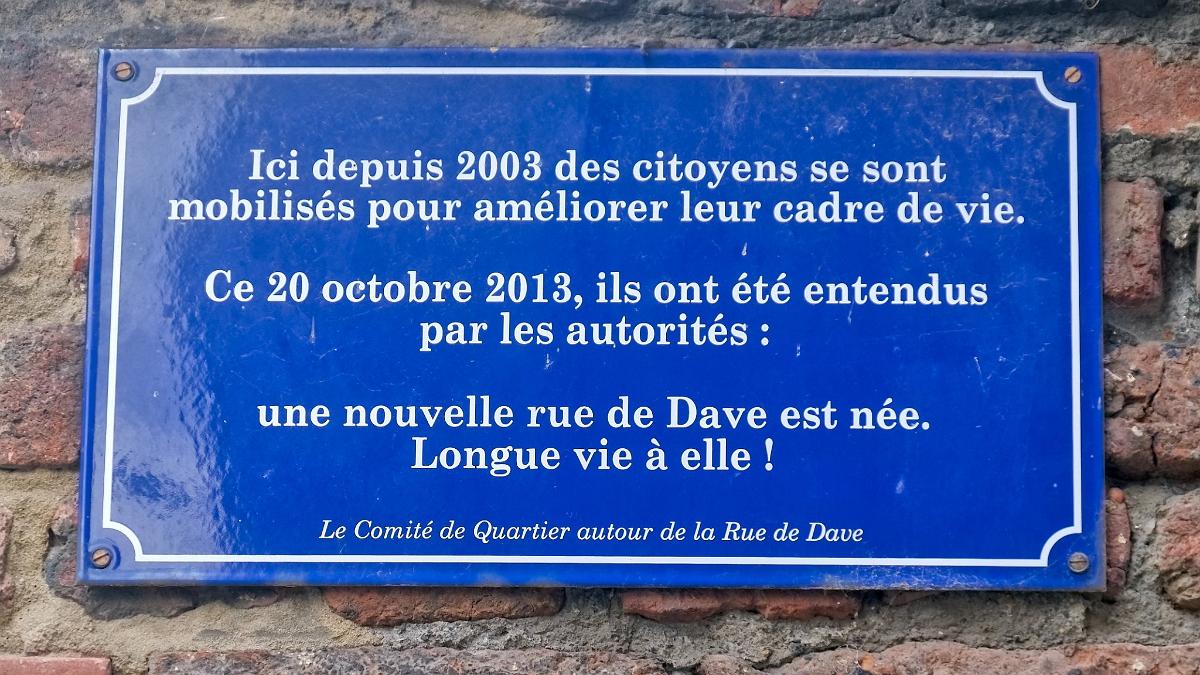 Ici depuis 2003 des citoyens se sont
mobilisés pour améliorer leur cadre de vie.
Ce 20 octobre 2013, ils ont été entendus
par les autorités :
une nouvelle rue de Dave est née.
Longue vie à elle !
Le Comité de Quartier autour de la Rue de Dave